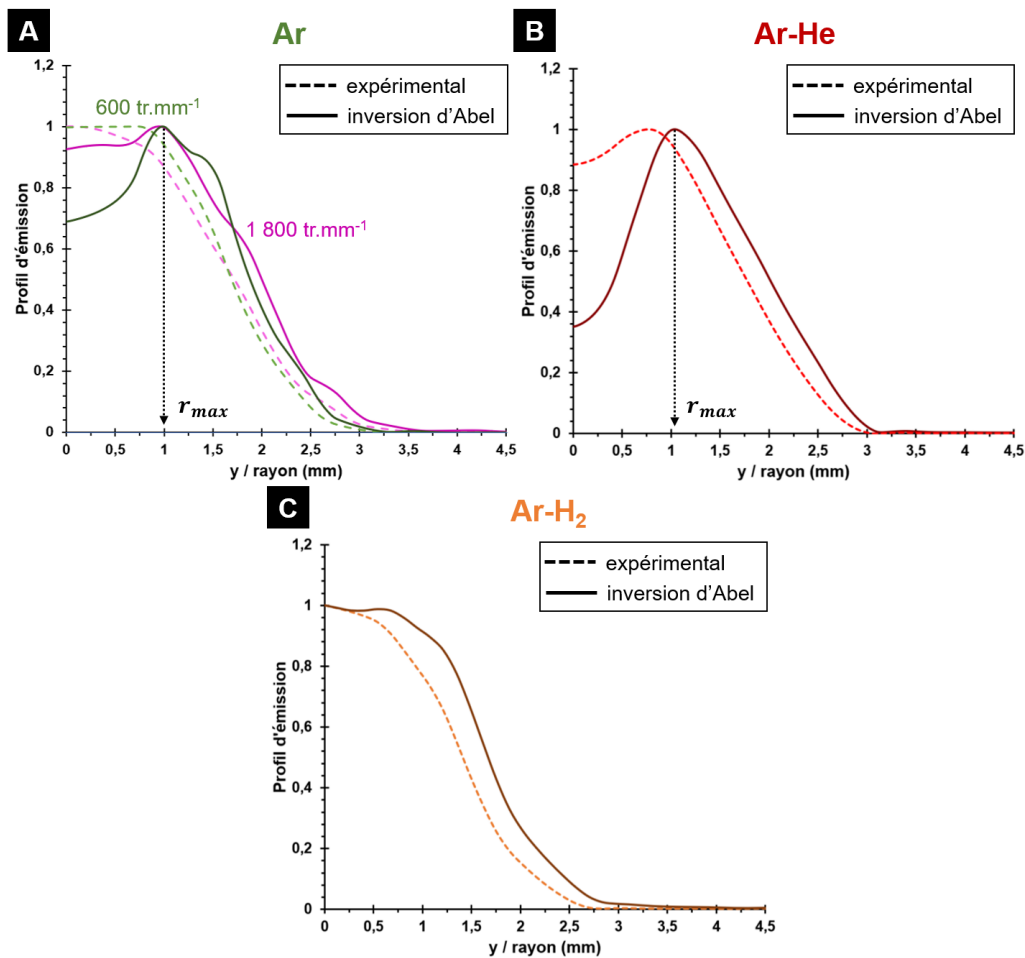 A
Ar
1,2
1
0,8
0,6
0,4
0,2
0
Profil d'émission
600 tr.mm-1
1 800 tr.mm-1
expérimental
inversion d'Abel
rmax
0 0,5 1 1,5 2 2,5 3 3,5 4 4,5
y / rayon (mm)
B
Ar-He
1,2
1
0,8
0,6
0,4
0,2
0
Profil d'émission
expérimental
inversion d'Abel
rmax
0 0,5 1 1,5 2 2,5 3 3,5 4 4,5
y / rayon (mm)
C
Ar-H2
1,2
1
0,8
0,6
0,4
0,2
0
Profil d'émission
expérimental
inversion d'Abel
0 0,5 1 1,5 2 2,5 3 3,5 4 4,5
y / rayon (mm)